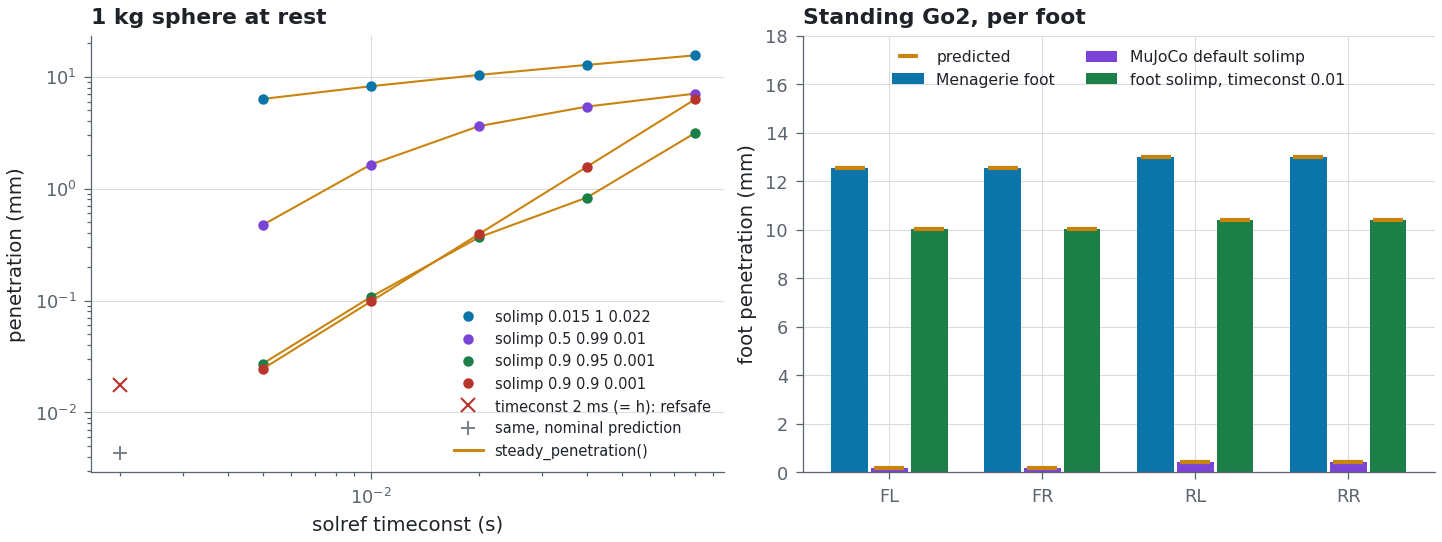 1 kg sphere at rest
penetration (mm)
10^1
10^0
10^-1
10^-2
solimp 0.015 1 0.022
solimp 0.5 0.99 0.01
solimp 0.9 0.95 0.001
solimp 0.9 0.9 0.001
timeconst 2 ms (= h): refsafe
same, nominal prediction
steady_penetration()
10^-2
solref timeconst (s)
Standing Go2, per foot
foot penetration (mm)
18
16
14
12
10
8
6
4
2
0
predicted
Menagerie foot
MuJoCo default solimp
foot solimp, timeconst 0.01
FL FR RL RR